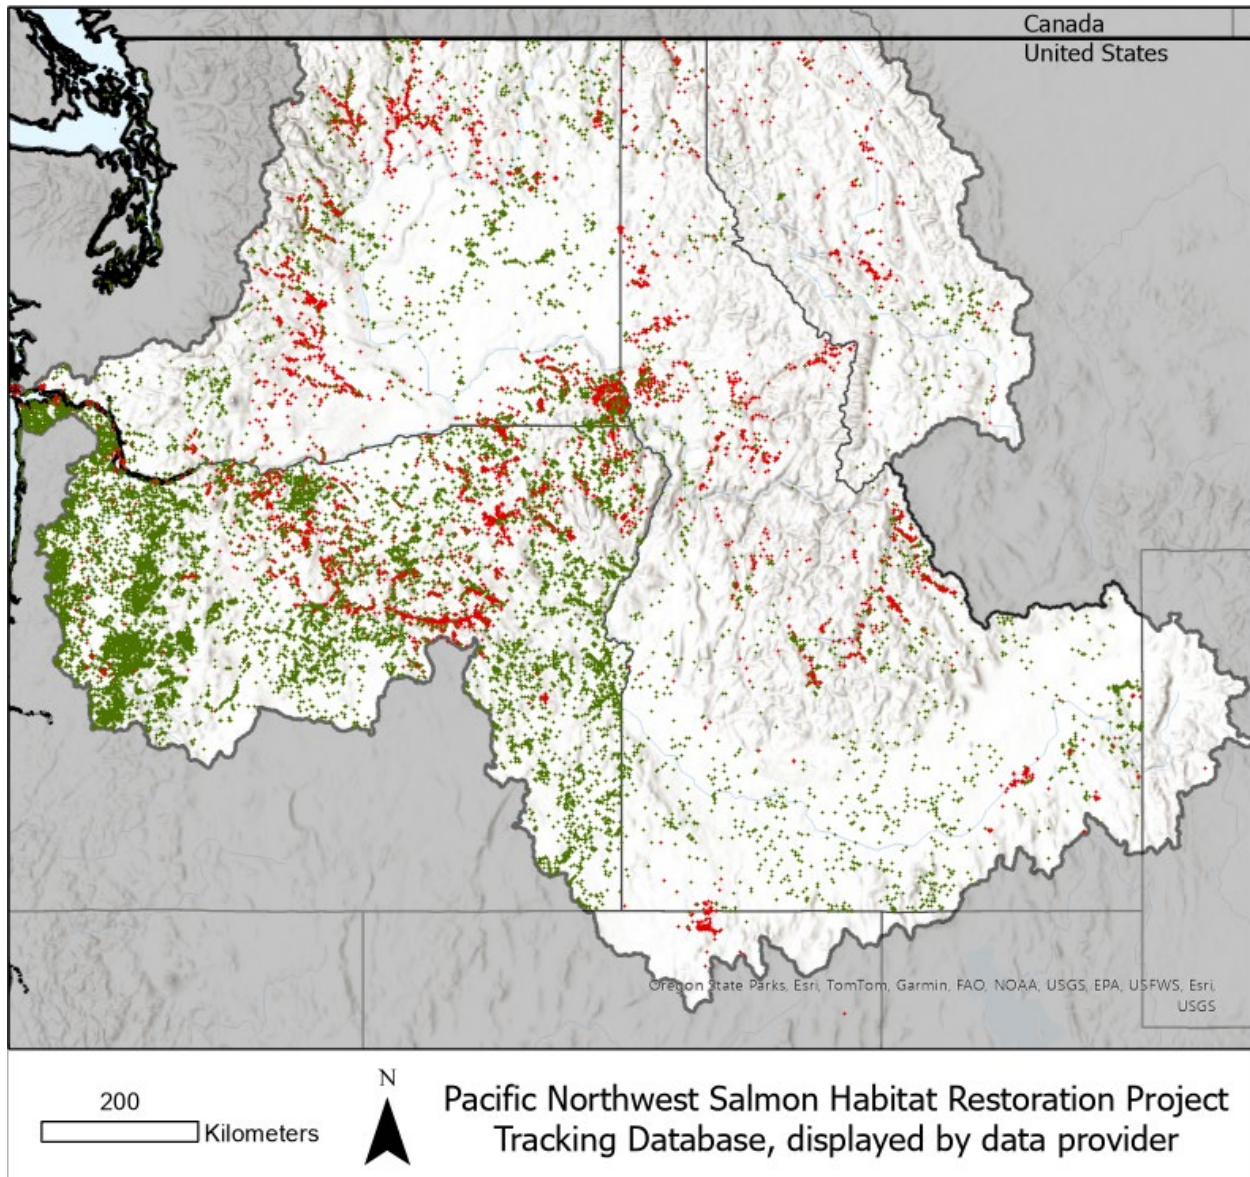 Canada
United States
Oregon State Parks, Esri, TomTom, Garmin, FAO, NOAA, USGS, EPA, USFWS, Esri,
USGS
200
Kilometers
N
Pacific Northwest Salmon Habitat Restoration Project
Tracking Database, displayed by data provider